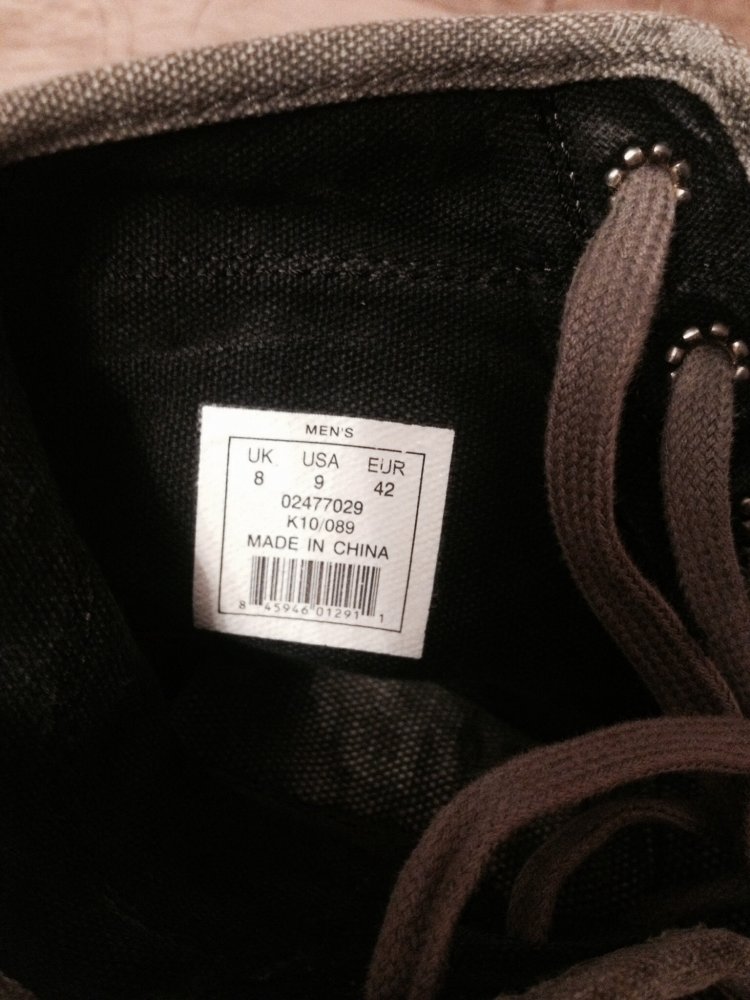 MEN'S
UK USA EUR
8 9 42
02477029
K10/089
MADE IN CHINA
8 45946 01291 1